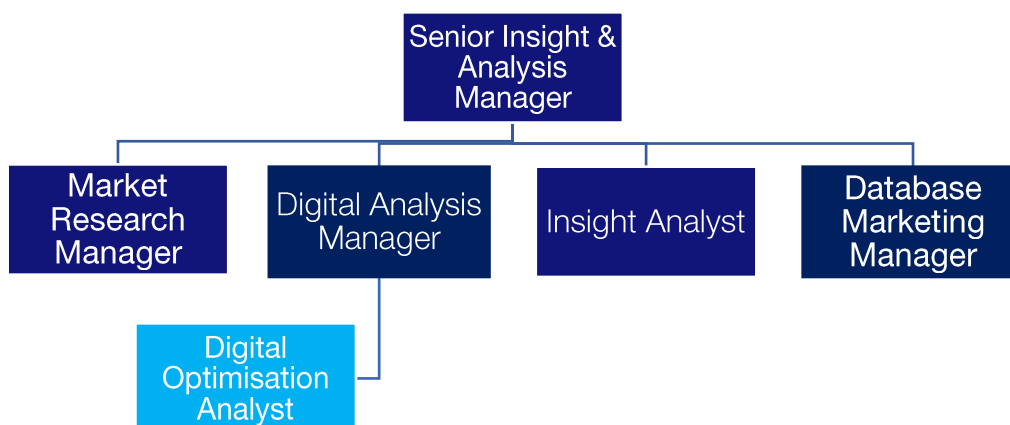 Senior Insight &
Analysis
Manager
Market
Research
Manager
Digital Analysis
Manager
Insight Analyst
Database
Marketing
Manager
Digital
Optimisation
Analyst